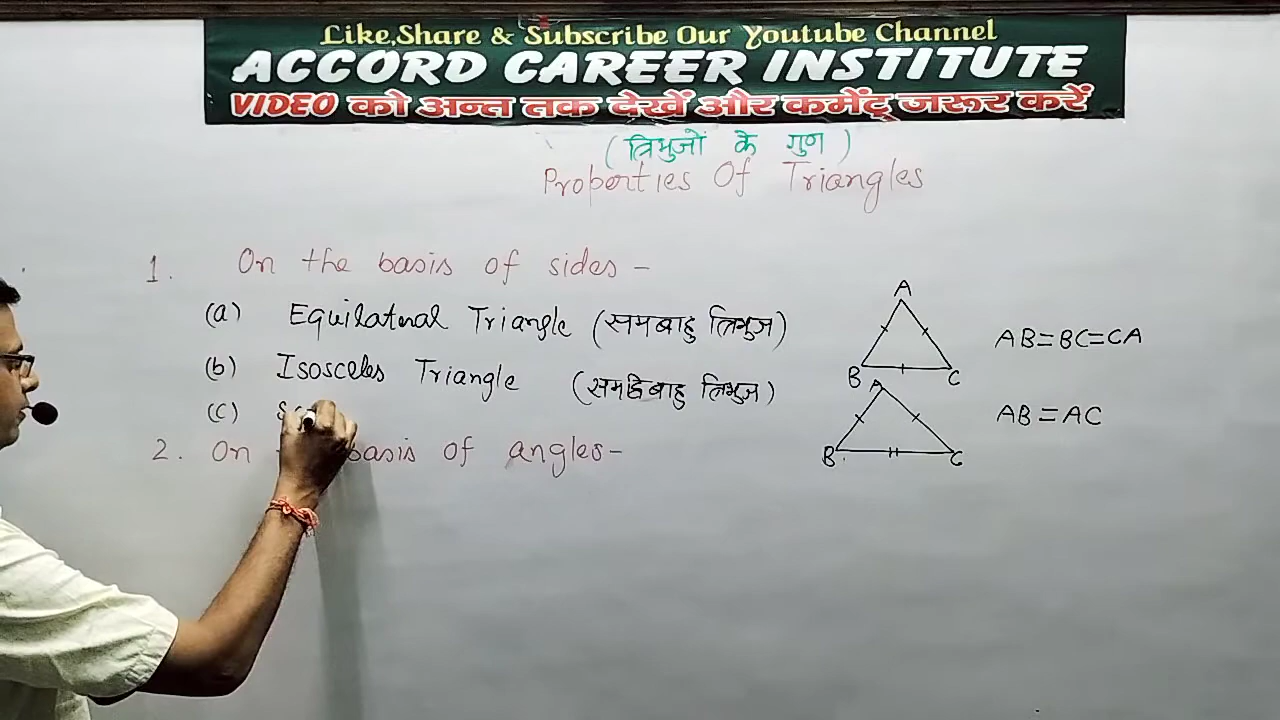 Like,Share & Subscribe Our Youtube Channel
ACCORD CAREER INSTITUTE
VIDEO को अन्त तक देखें और कमेंट् जरूर करें
(त्रिभुजों के गुण)
Properties Of Triangles
1. On the basis of sides-
(a) Equilateral Triangle (समबाहु त्रिभुज)
A
B C
AB=BC=CA
(b) Isosceles Triangle (समद्विबाहु त्रिभुज)
A
B C
AB=AC
(C)
2. On basis of angles-